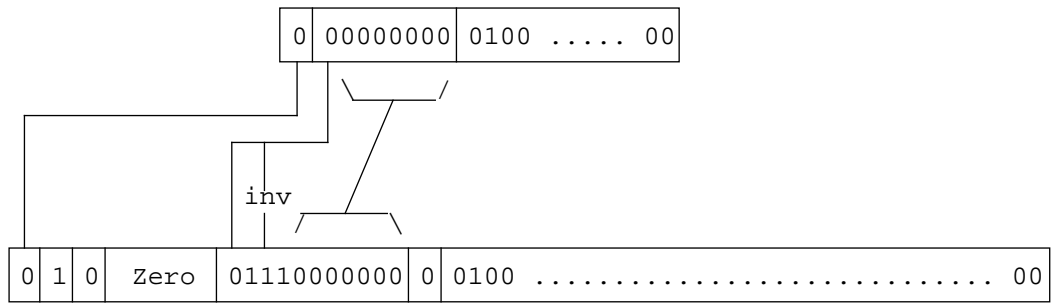 0 00000000 0100 ..... 00
inv
0 1 0 Zero 01110000000 0 0100 ............................. 00